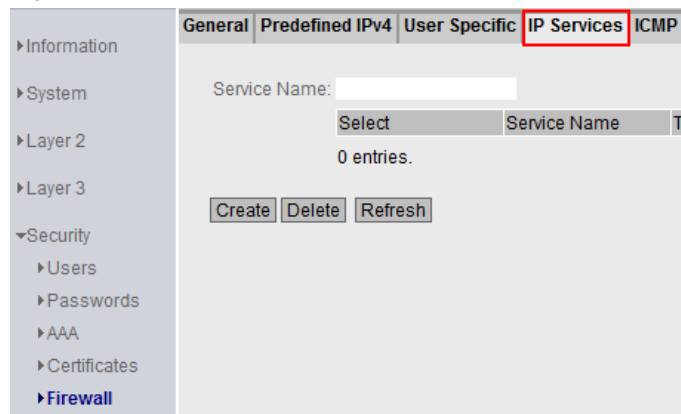 General Predefined IPv4 User Specific IP Services ICMP
Information
System
Layer 2
Layer 3
Security
Users
Passwords
AAA
Certificates
Firewall
Service Name:
Select Service Name T
0 entries.
Create Delete Refresh